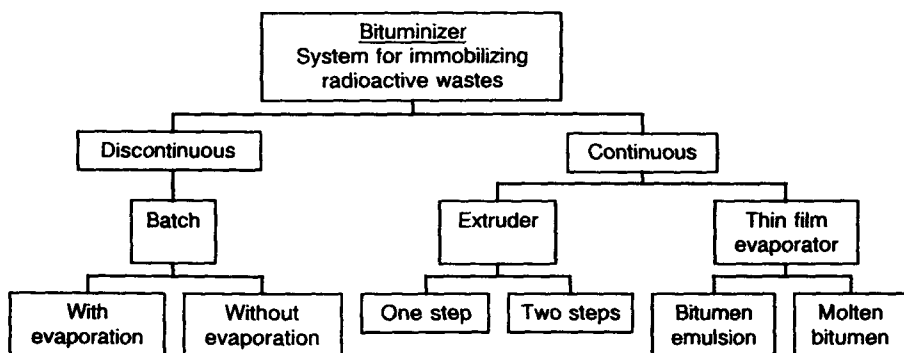 Bituminizer
System for immobilizing
radioactive wastes
Discontinuous
Continuous
Batch
Extruder
Thin film
evaporator
With
evaporation
Without
evaporation
One step
Two steps
Bitumen
emulsion
Molten
bitumen